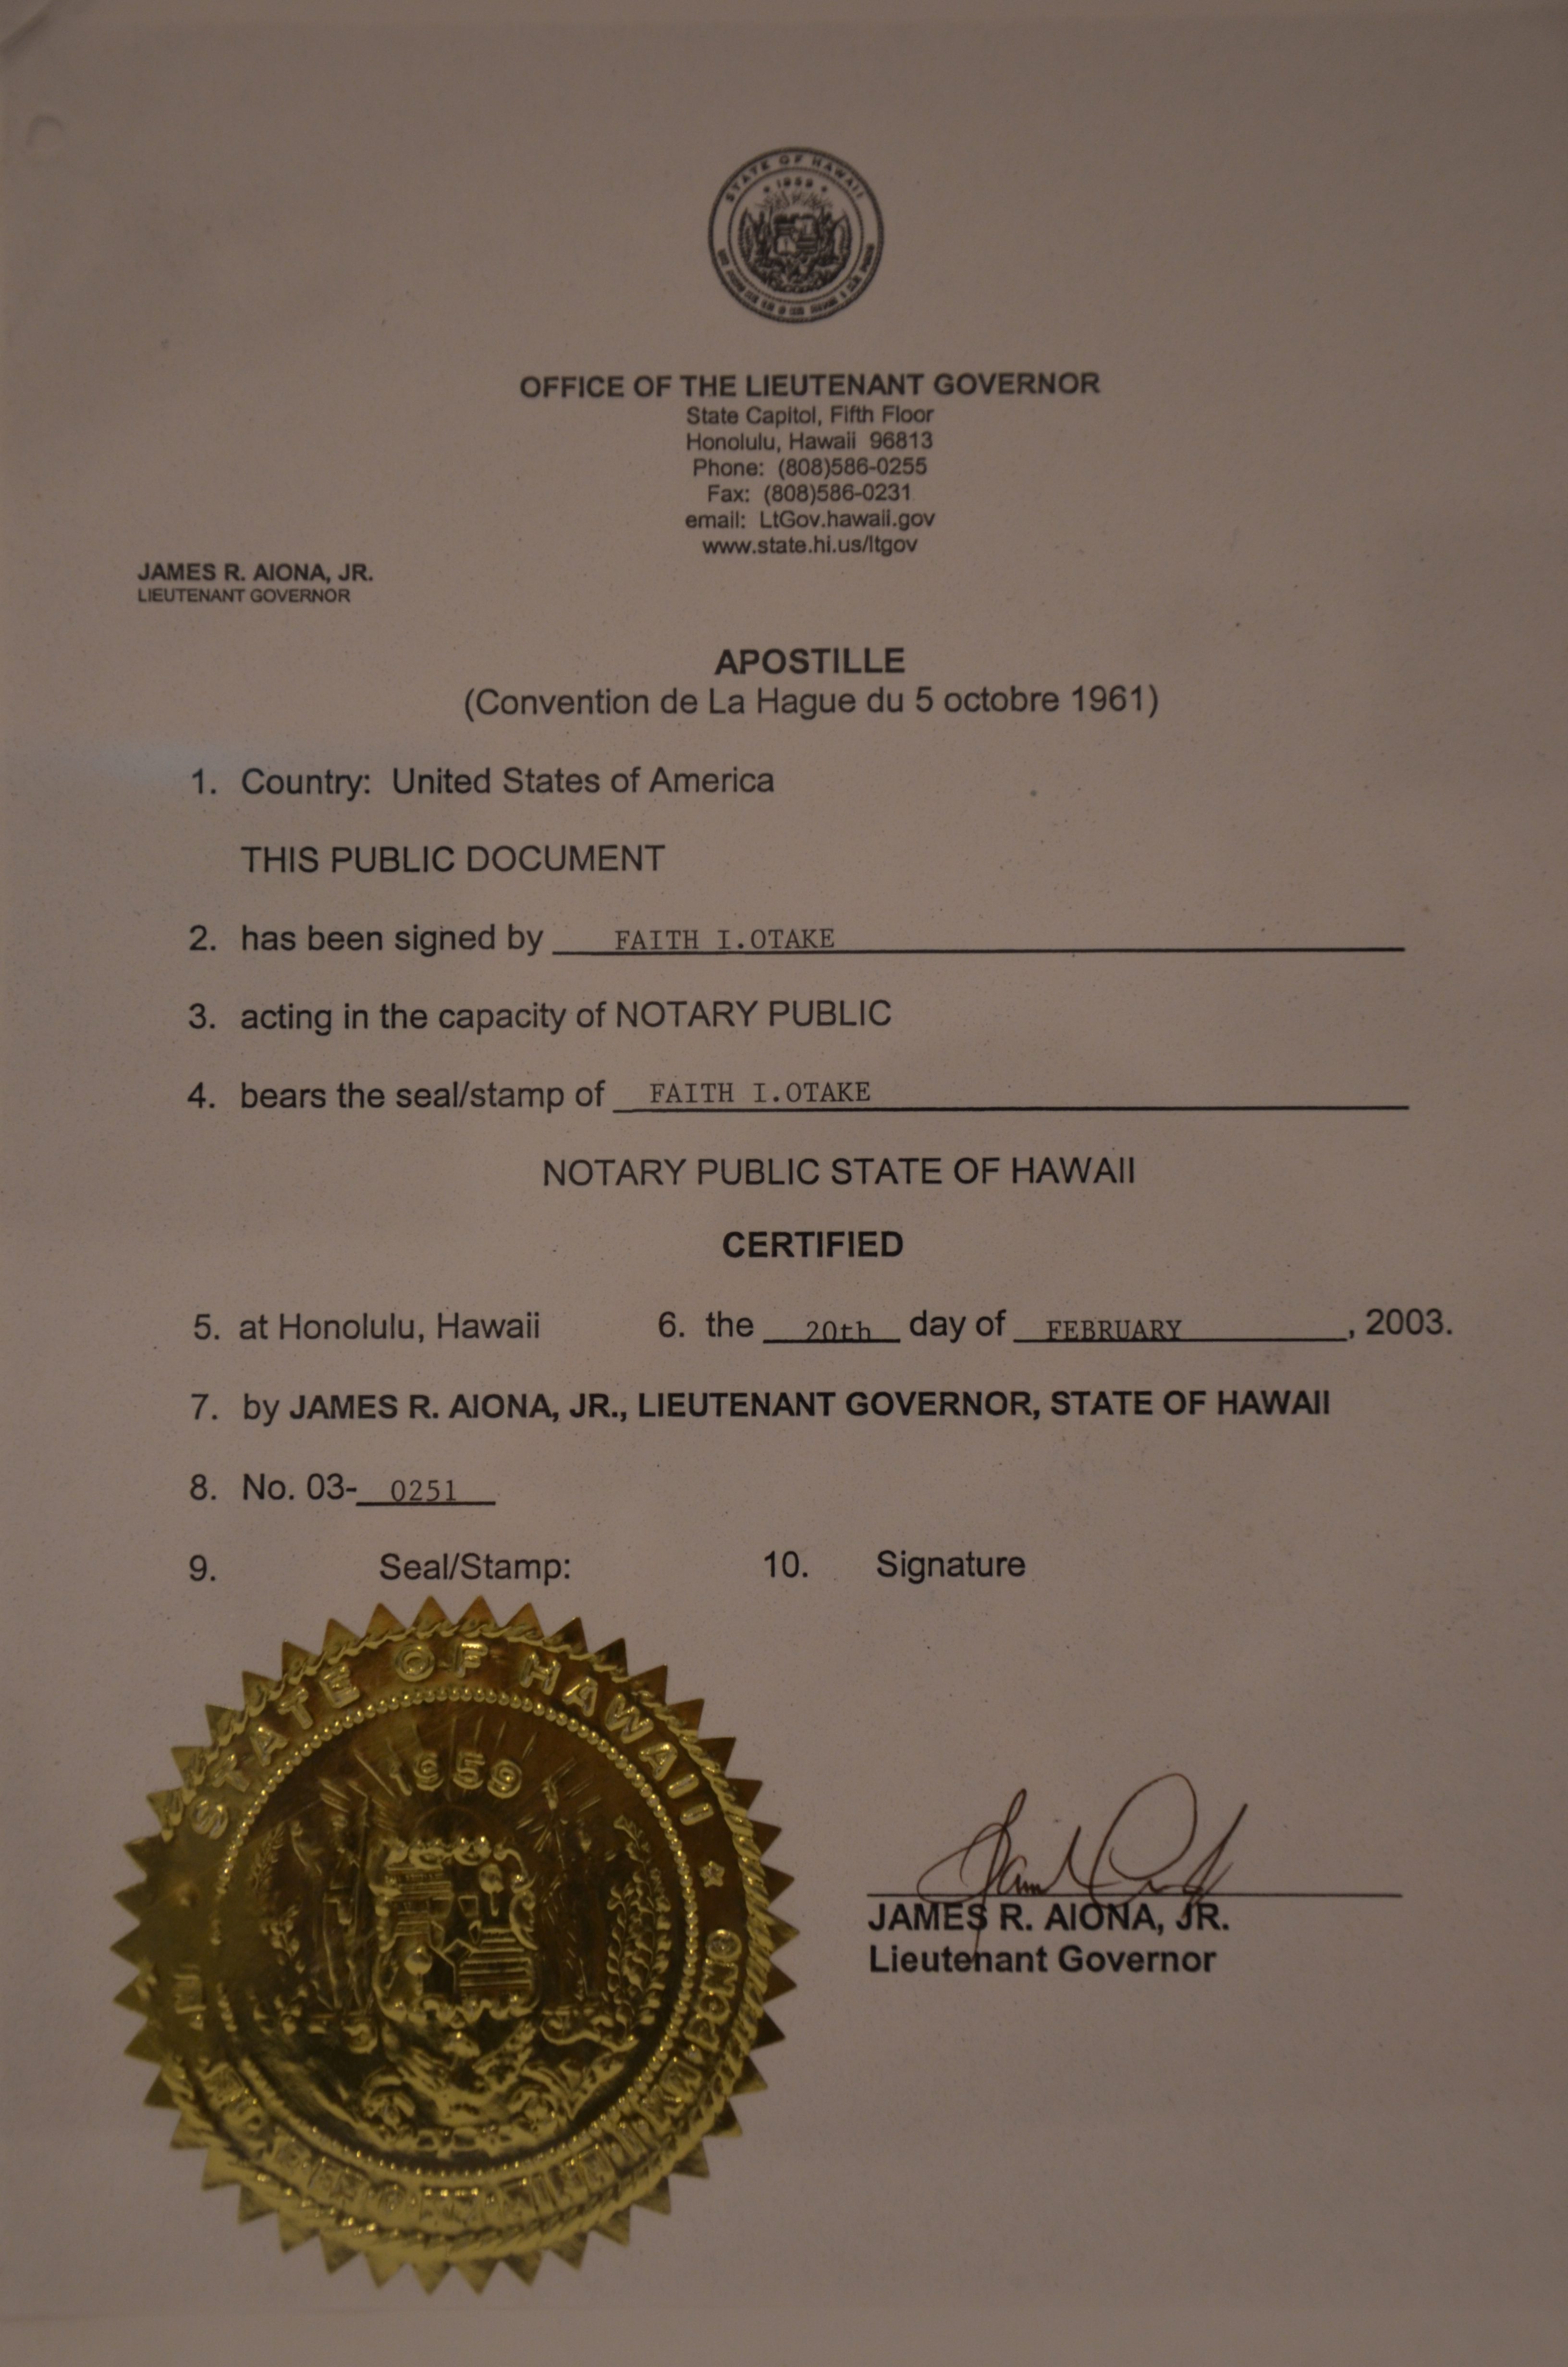 STATE OF HAWAII
1959
OFFICE OF THE LIEUTENANT GOVERNOR
State Capitol, Fifth Floor
Honolulu, Hawaii 96813
Phone: (808)586-0255
Fax: (808)586-0231
email: LtGov.hawaii.gov
www.state.hi.us/ltgov
JAMES R. AIONA, JR.
LIEUTENANT GOVERNOR
APOSTILLE
(Convention de La Hague du 5 octobre 1961)
1. Country: United States of America
THIS PUBLIC DOCUMENT
2. has been signed by FAITH I.OTAKE
3. acting in the capacity of NOTARY PUBLIC
4. bears the seal/stamp of FAITH I.OTAKE
NOTARY PUBLIC STATE OF HAWAII
CERTIFIED
5. at Honolulu, Hawaii 6. the 20th day of FEBRUARY, 2003.
7. by JAMES R. AIONA, JR., LIEUTENANT GOVERNOR, STATE OF HAWAII
8. No. 03- 0251
9. Seal/Stamp: 10. Signature
STATE OF HAWAII
1959
PONO
JAMES R. AIONA, JR.
Lieutenant Governor